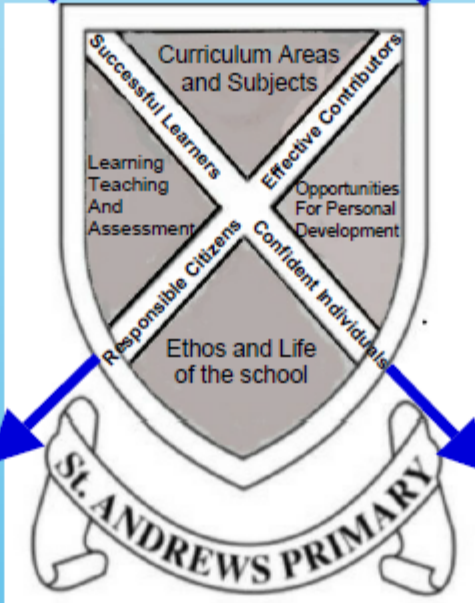 Curriculum Areas
and Subjects
Successful Learners
Effective Contributors
Learning
Teaching
And
Assessment
Opportunities
For Personal
Development
Responsible Citizens
Confident Individuals
Ethos and Life
of the school
St. ANDREWS PRIMARY